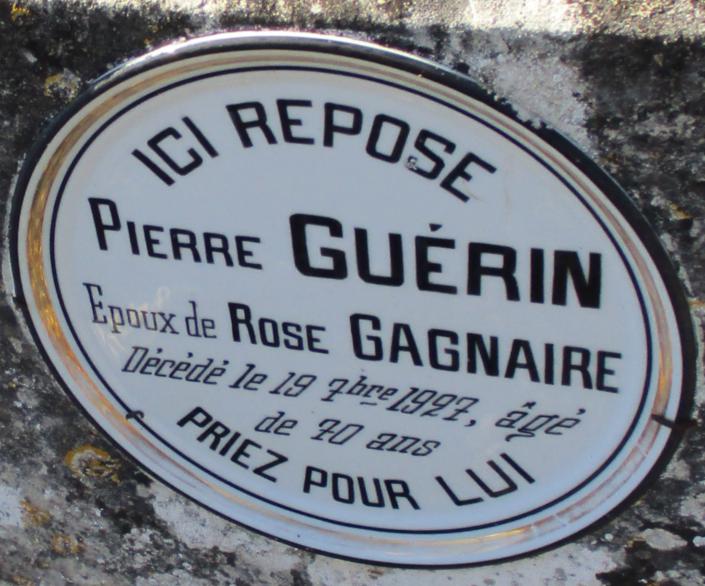 ICI REPOSE
PIERRE GUÉRIN
Epoux de ROSE GAGNAIRE
Décédé le 19 7bre 1927, âgé
de 70 ans
PRIEZ POUR LUI